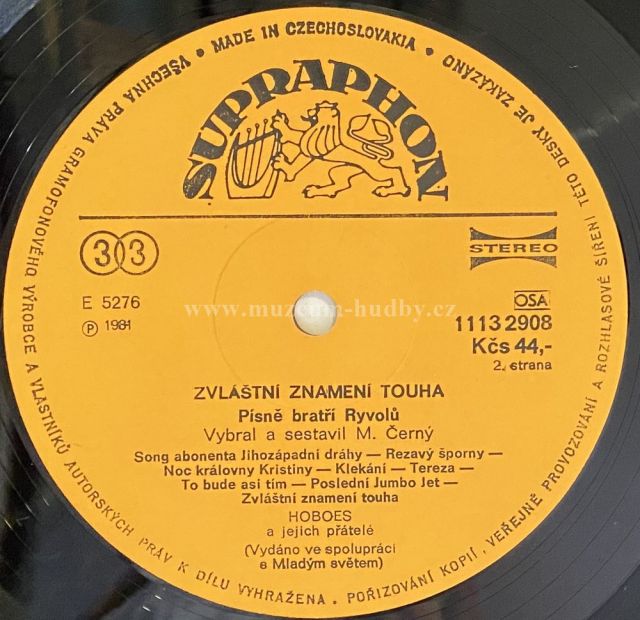 VŠECHNA PRÁVA GRAMOFONOVÉHO VÝROBCE A VLASTNÍKŮ AUTORSKÝCH PRÁV K DÍLU VYHRAŽENA. POŘIZOVÁNÍ KOPIÍ, VEŘEJNÉ PROVOZOVÁNÍ A ROZHLASOVÉ ŠÍŘENÍ TÉTO DESKY JE ZAKÁZÁNO • MADE IN CZECHOSLOVAKIA •
SUPRAPHON
33
STEREO
E 5276
OSA
℗ 1981
www.muzeum-hudby.cz
1113 2908
Kčs 44,-
2. strana
ZVLÁŠTNÍ ZNAMENÍ TOUHA
Písně bratří Ryvolů
Vybral a sestavil M. Černý
Song abonenta Jihozápadní dráhy — Rezavý šporny —
Noc královny Kristiny — Klekání — Tereza —
To bude asi tím — Poslední Jumbo Jet —
Zvláštní znamení touha
HOBOES
a jejich přátelé
(Vydáno ve spolupráci
s Mladým světem)